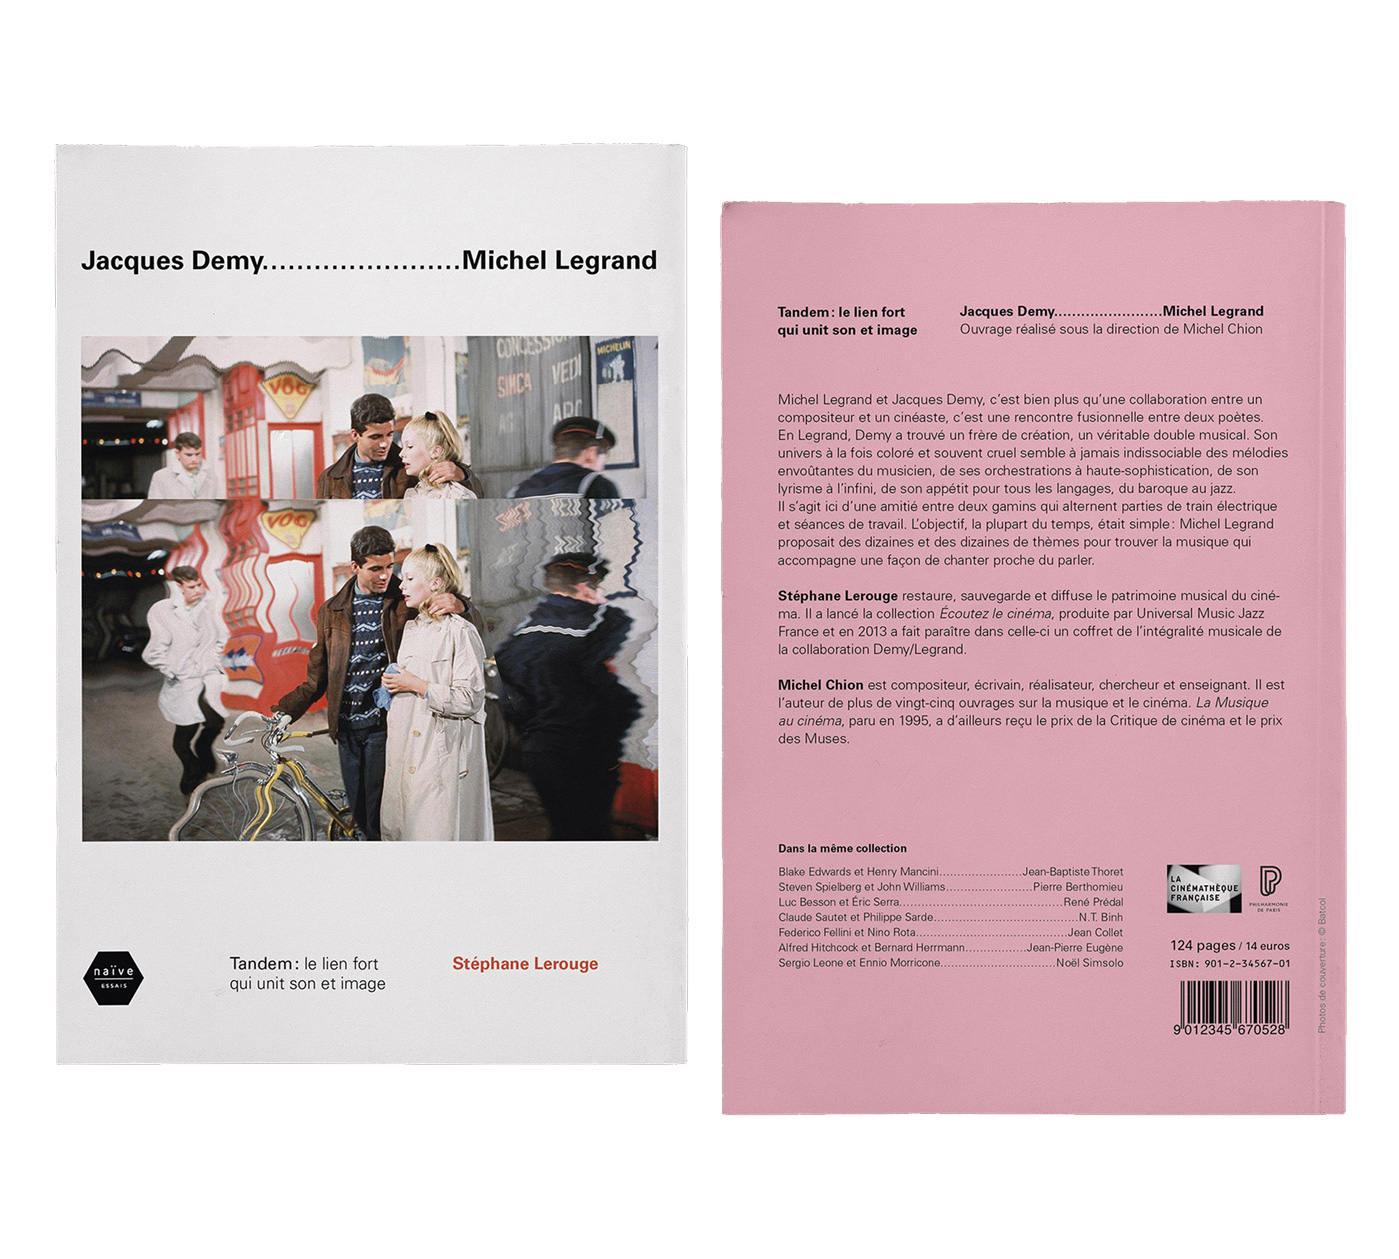 Jacques Demy.......................Michel Legrand
VOG
CONCESSION
SIMCA
VEDE
MICHELIN
VOG
SIMCA
naïve
ESSAIS
Tandem : le lien fort
qui unit son et image
Stéphane Lerouge
Tandem : le lien fort
qui unit son et image
Jacques Demy........................Michel Legrand
Ouvrage réalisé sous la direction de Michel Chion
Michel Legrand et Jacques Demy, c’est bien plus qu’une collaboration entre un
compositeur et un cinéaste, c’est une rencontre fusionnelle entre deux poètes.
En Legrand, Demy a trouvé un frère de création, un véritable double musical. Son
univers à la fois coloré et souvent cruel semble à jamais indissociable des mélodies
envoûtantes du musicien, de ses orchestrations à haute-sophistication, de son
lyrisme à l’infini, de son appétit pour tous les langages, du baroque au jazz.
Il s’agit ici d’une amitié entre deux gamins qui alternent parties de train électrique
et séances de travail. L’objectif, la plupart du temps, était simple : Michel Legrand
proposait des dizaines et des dizaines de thèmes pour trouver la musique qui
accompagne une façon de chanter proche du parler.
Stéphane Lerouge restaure, sauvegarde et diffuse le patrimoine musical du ciné-
ma. Il a lancé la collection Écoutez le cinéma, produite par Universal Music Jazz
France et en 2013 a fait paraître dans celle-ci un coffret de l’intégralité musicale de
la collaboration Demy/Legrand.
Michel Chion est compositeur, écrivain, réalisateur, chercheur et enseignant. Il est
l’auteur de plus de vingt-cinq ouvrages sur la musique et le cinéma. La Musique
au cinéma, paru en 1995, a d’ailleurs reçu le prix de la Critique de cinéma et le prix
des Muses.
Dans la même collection
Blake Edwards et Henry Mancini......................Jean-Baptiste Thoret
Steven Spielberg et John Williams.......................Pierre Berthomieu
Luc Besson et Éric Serra...........................................René Prédal
Claude Sautet et Philippe Sarde......................................N.T. Binh
Federico Fellini et Nino Rota........................................Jean Collet
Alfred Hitchcock et Bernard Herrmann................Jean-Pierre Eugène
Sergio Leone et Ennio Morricone..............................Noël Simsolo
LA
CINÉMATHÈQUE
FRANÇAISE
PHILHARMONIE
DE PARIS
124 pages / 14 euros
ISBN: 901-2-34567-01
9 012345 670528
Photos de couverture : © Batcol